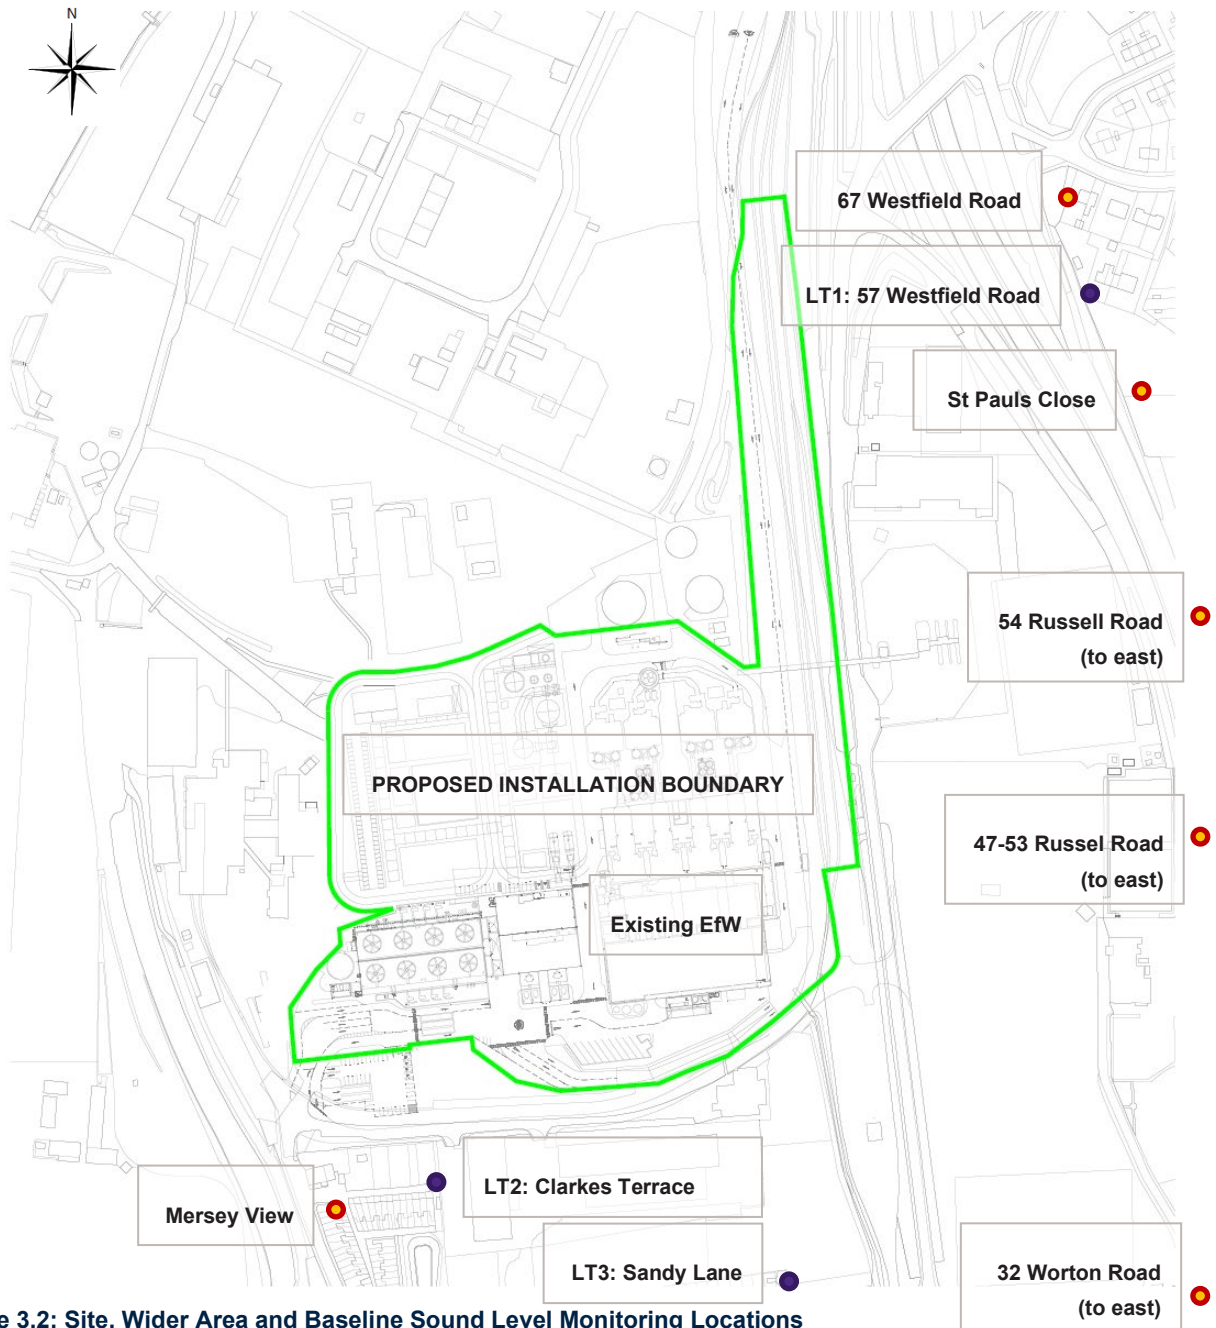 N
67 Westfield Road
LT1: 57 Westfield Road
St Pauls Close
54 Russell Road
(to east)
PROPOSED INSTALLATION BOUNDARY
47-53 Russel Road
(to east)
Existing EfW
LT2: Clarkes Terrace
Mersey View
LT3: Sandy Lane
32 Worton Road
(to east)
e 3.2: Site, Wider Area and Baseline Sound Level Monitoring Locations